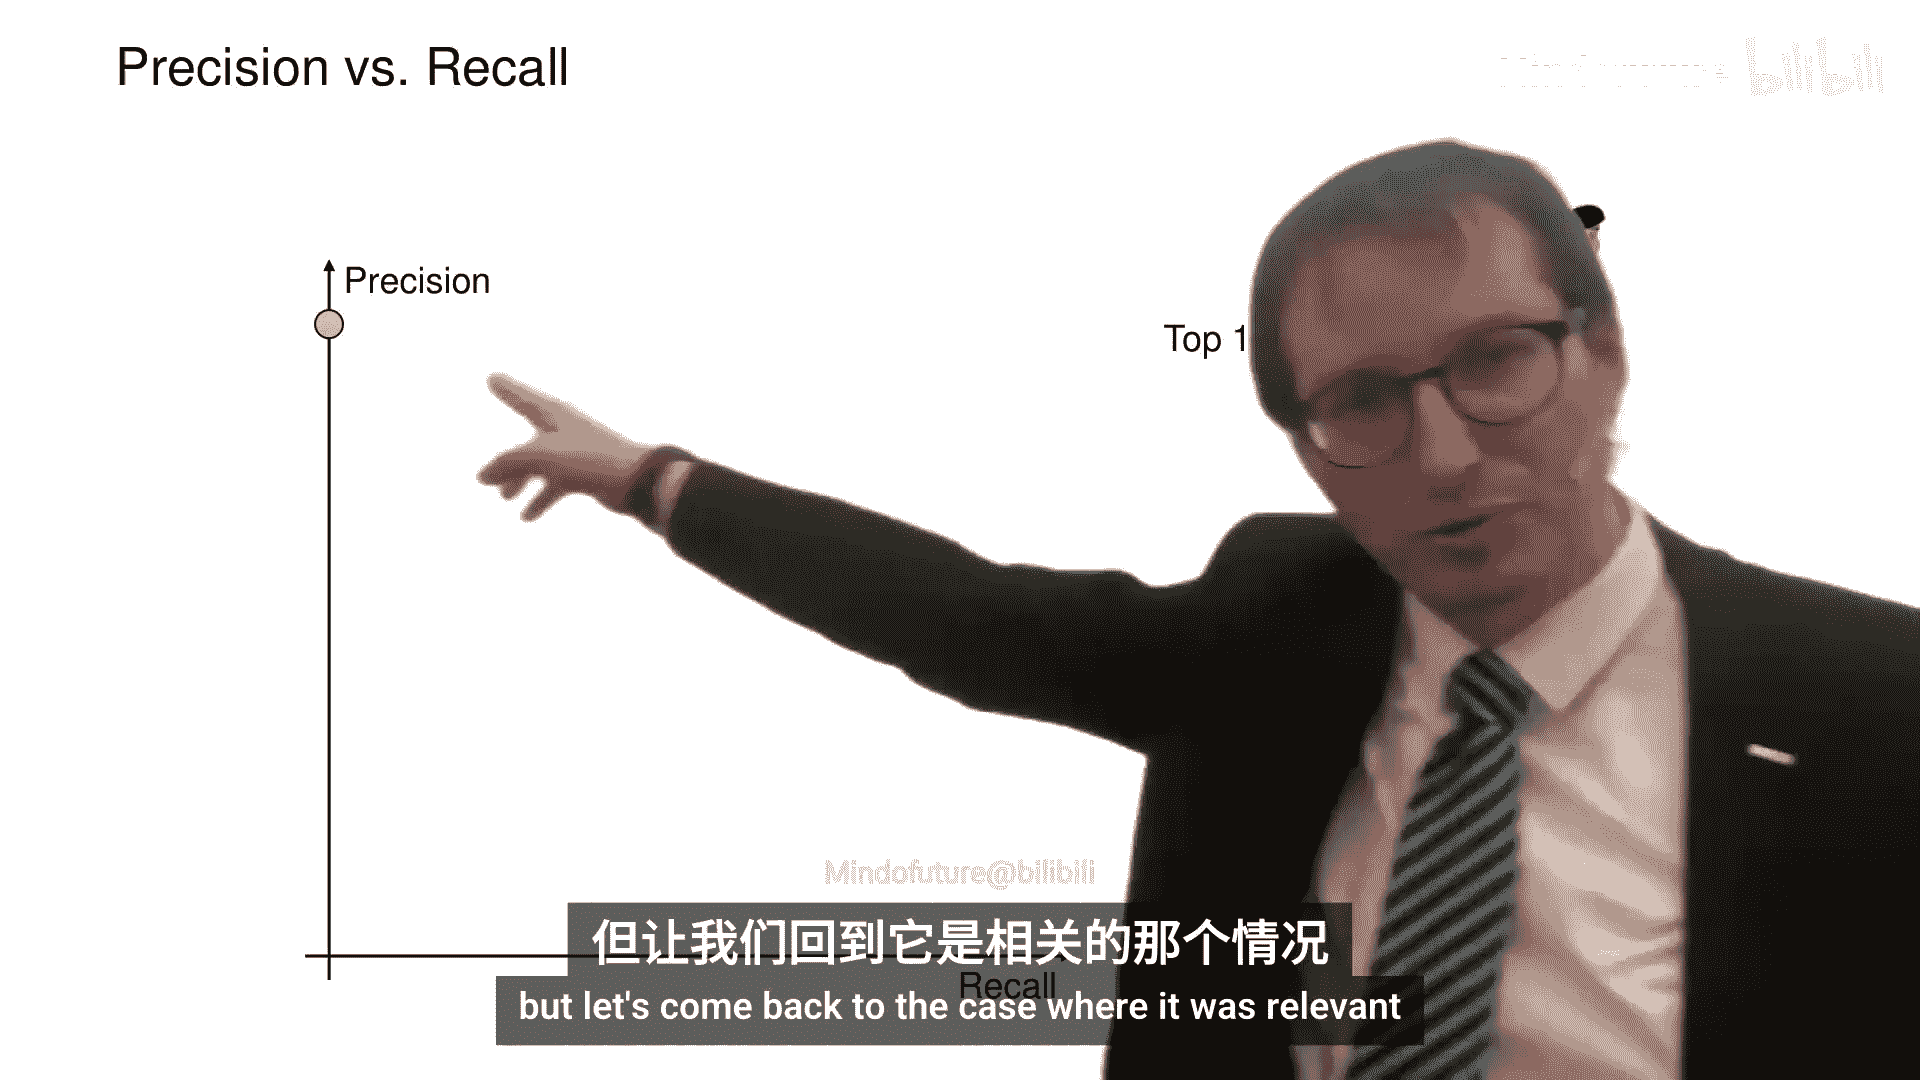 Precision vs. Recall
bilibili
Precision
Top 1
Mindofuture@bilibili
但让我们回到它是相关的那个情况
Recall
but let's come back to the case where it was relevant